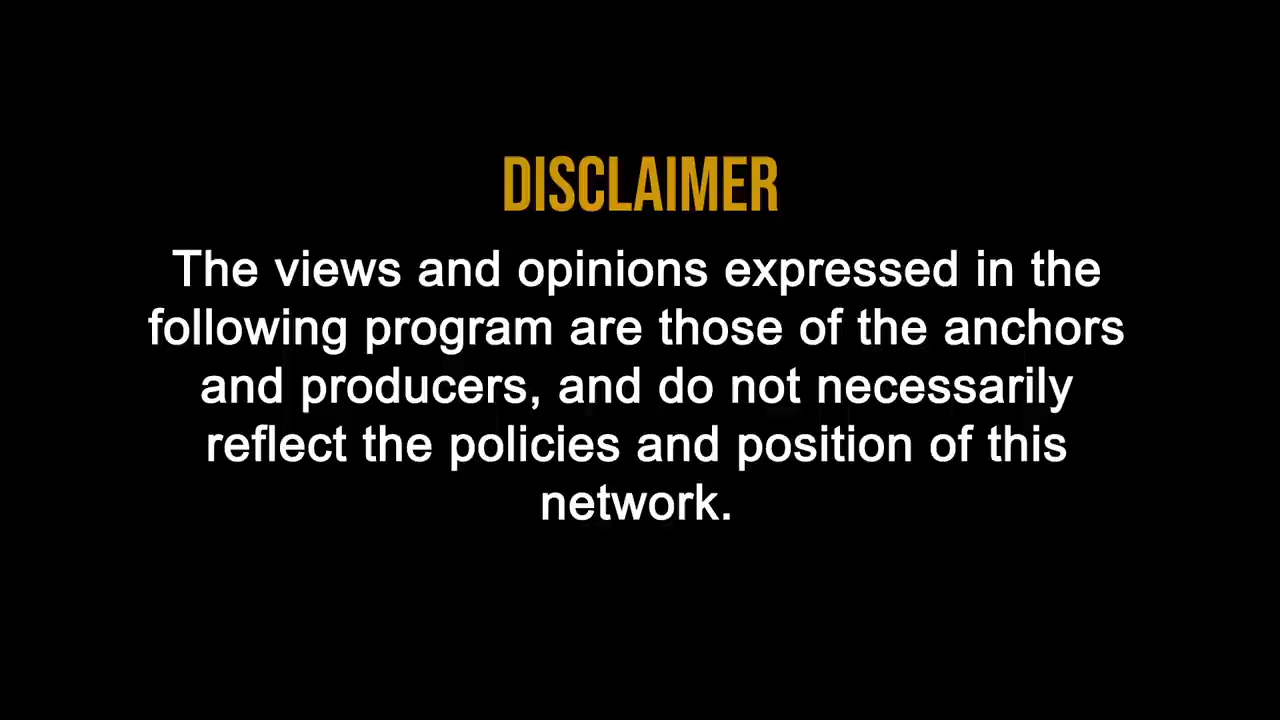 DISCLAIMER
The views and opinions expressed in the
following program are those of the anchors
and producers, and do not necessarily
reflect the policies and position of this
network.